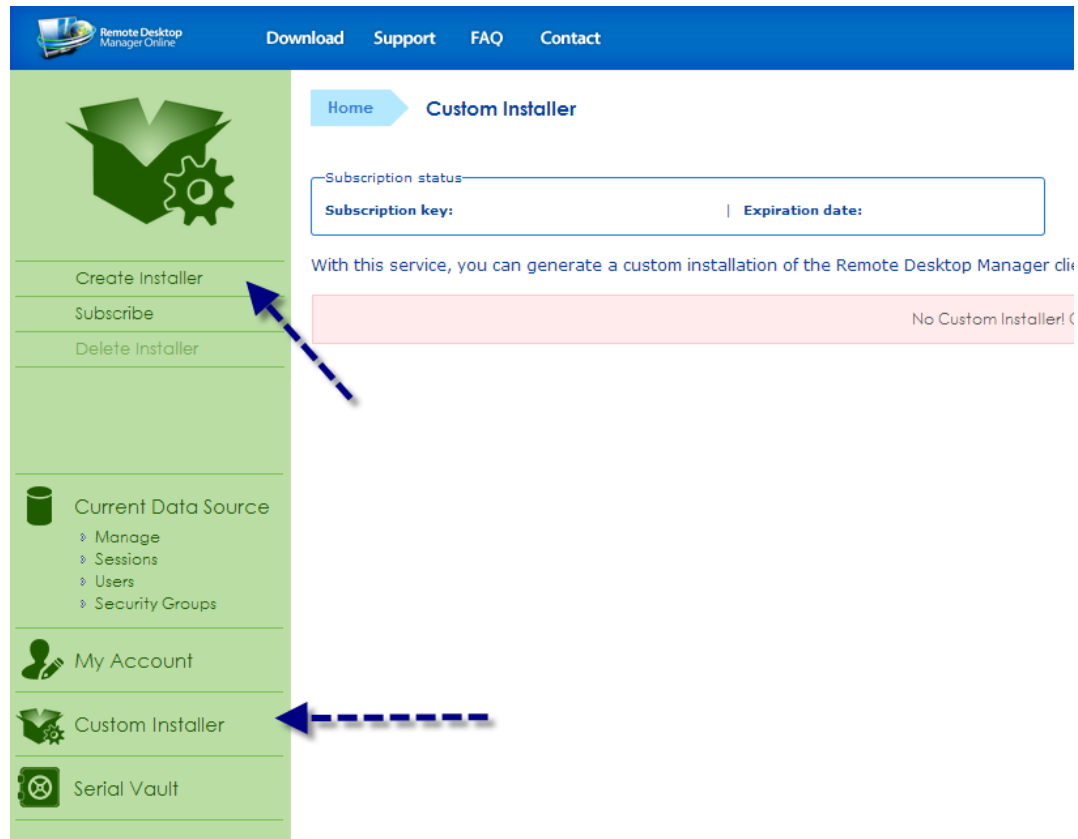 Remote Desktop
Manager Online
Download Support FAQ Contact
Home Custom Installer
Subscription status
Subscription key: | Expiration date:
With this service, you can generate a custom installation of the Remote Desktop Manager
No Custom Installer!
Create Installer
Subscribe
Delete Installer
Current Data Source
» Manage
» Sessions
» Users
» Security Groups
My Account
Custom Installer
Serial Vault